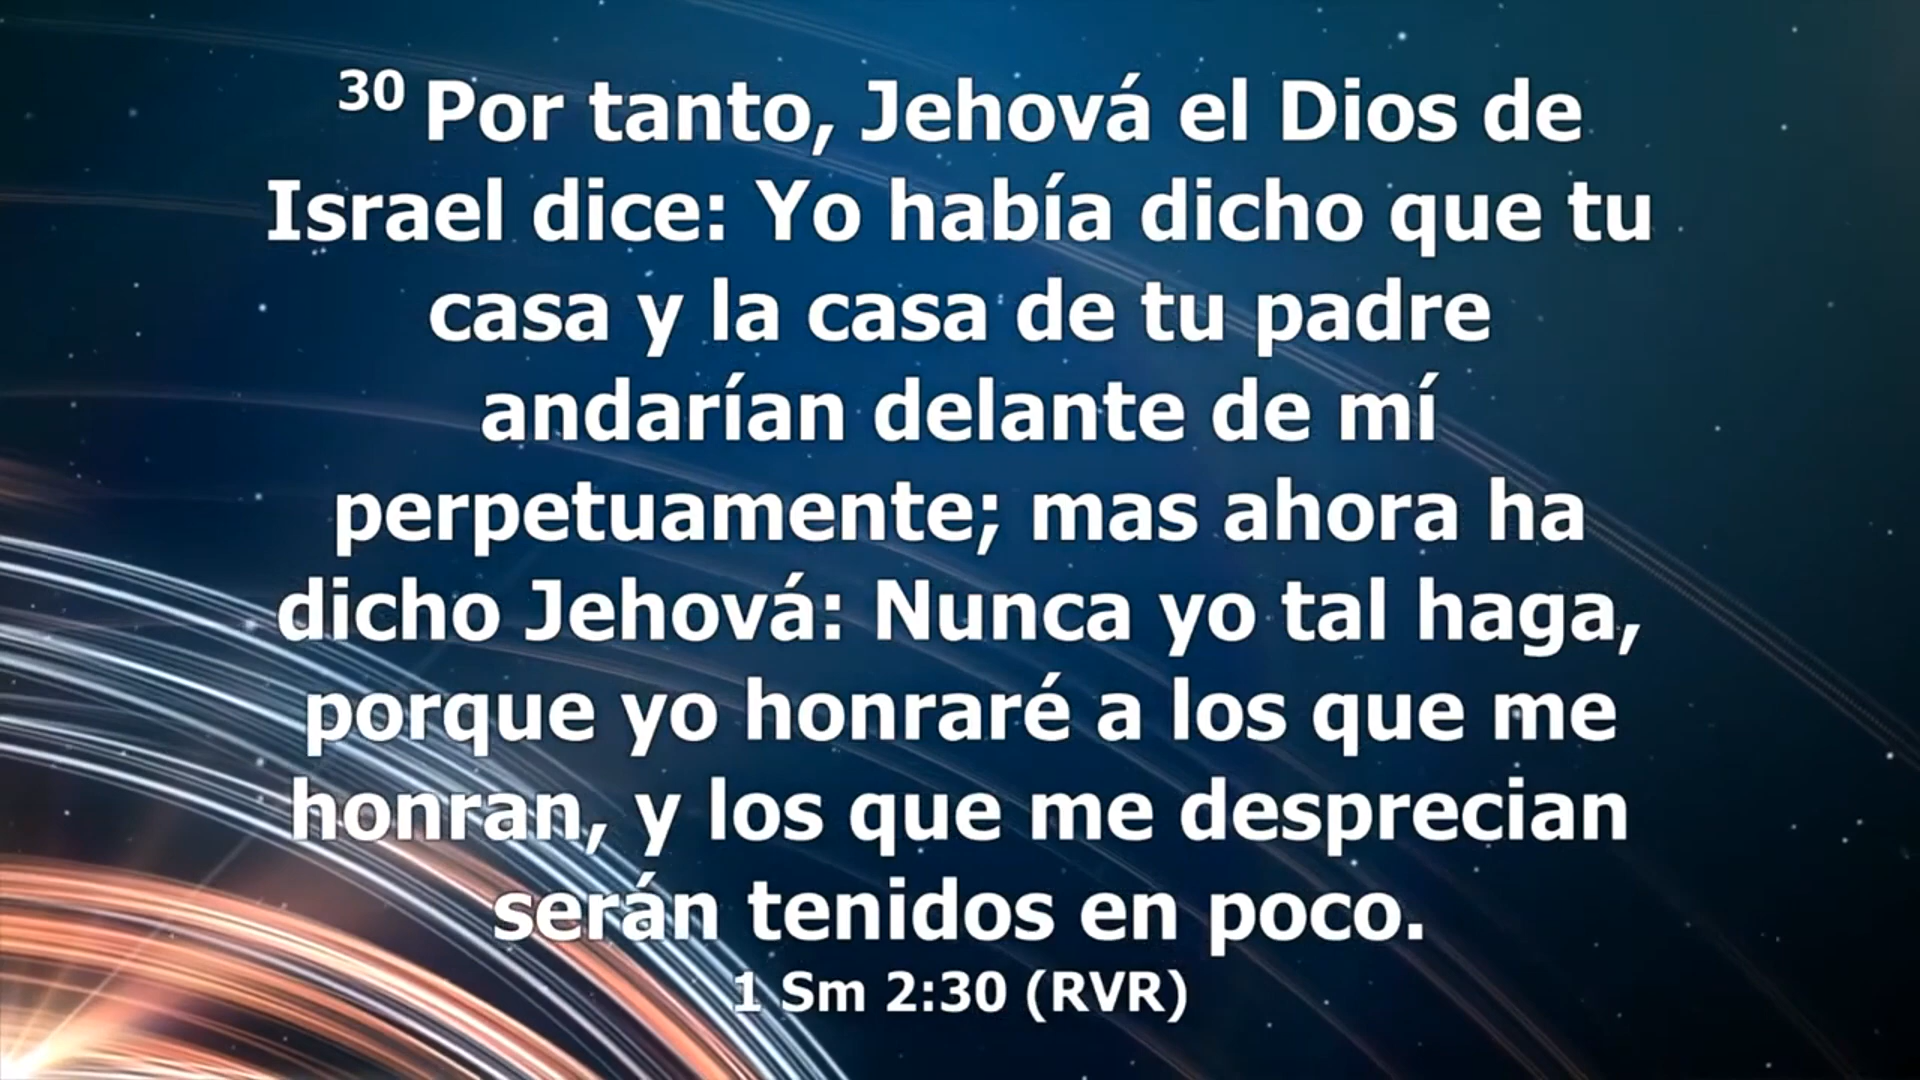 30 Por tanto, Jehová el Dios de
Israel dice: Yo había dicho que tu
casa y la casa de tu padre
andarían delante de mí
perpetuamente; mas ahora ha
dicho Jehová: Nunca yo tal haga,
porque yo honraré a los que me
honran, y los que me desprecian
serán tenidos en poco.
1 Sm 2:30 (RVR)